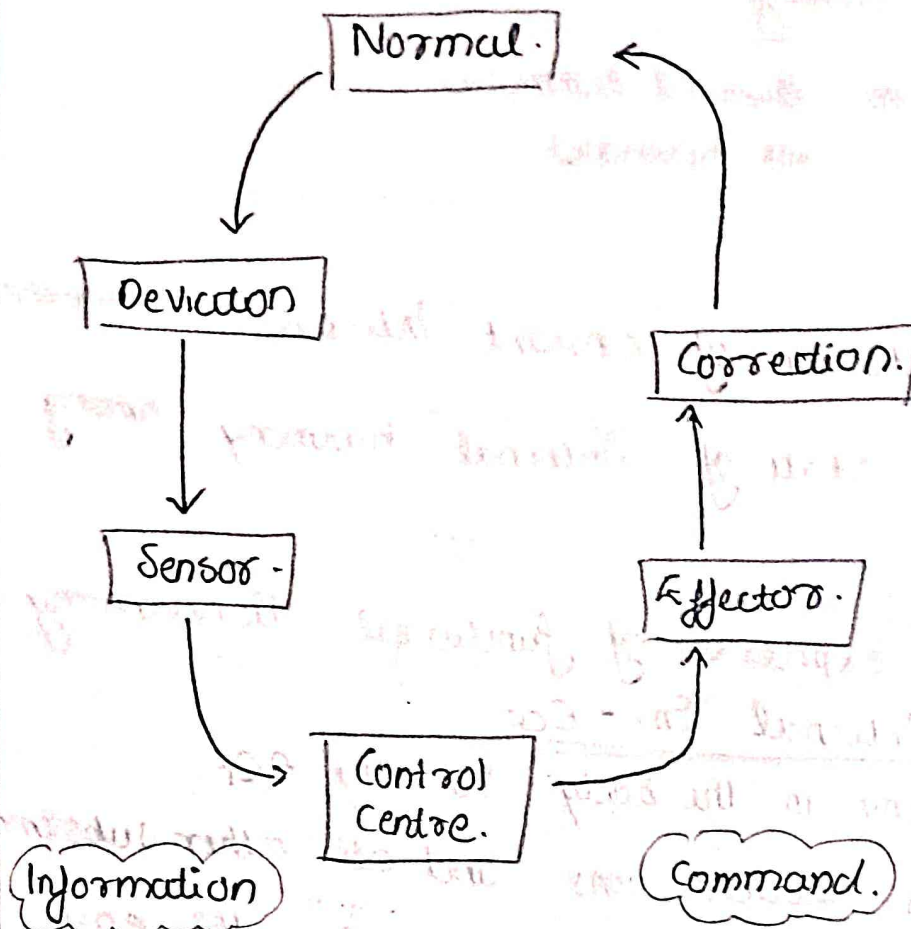 Normal.
Deviation
Correction.
Sensor.
Effector.
Control
Centre.
Information
Command.